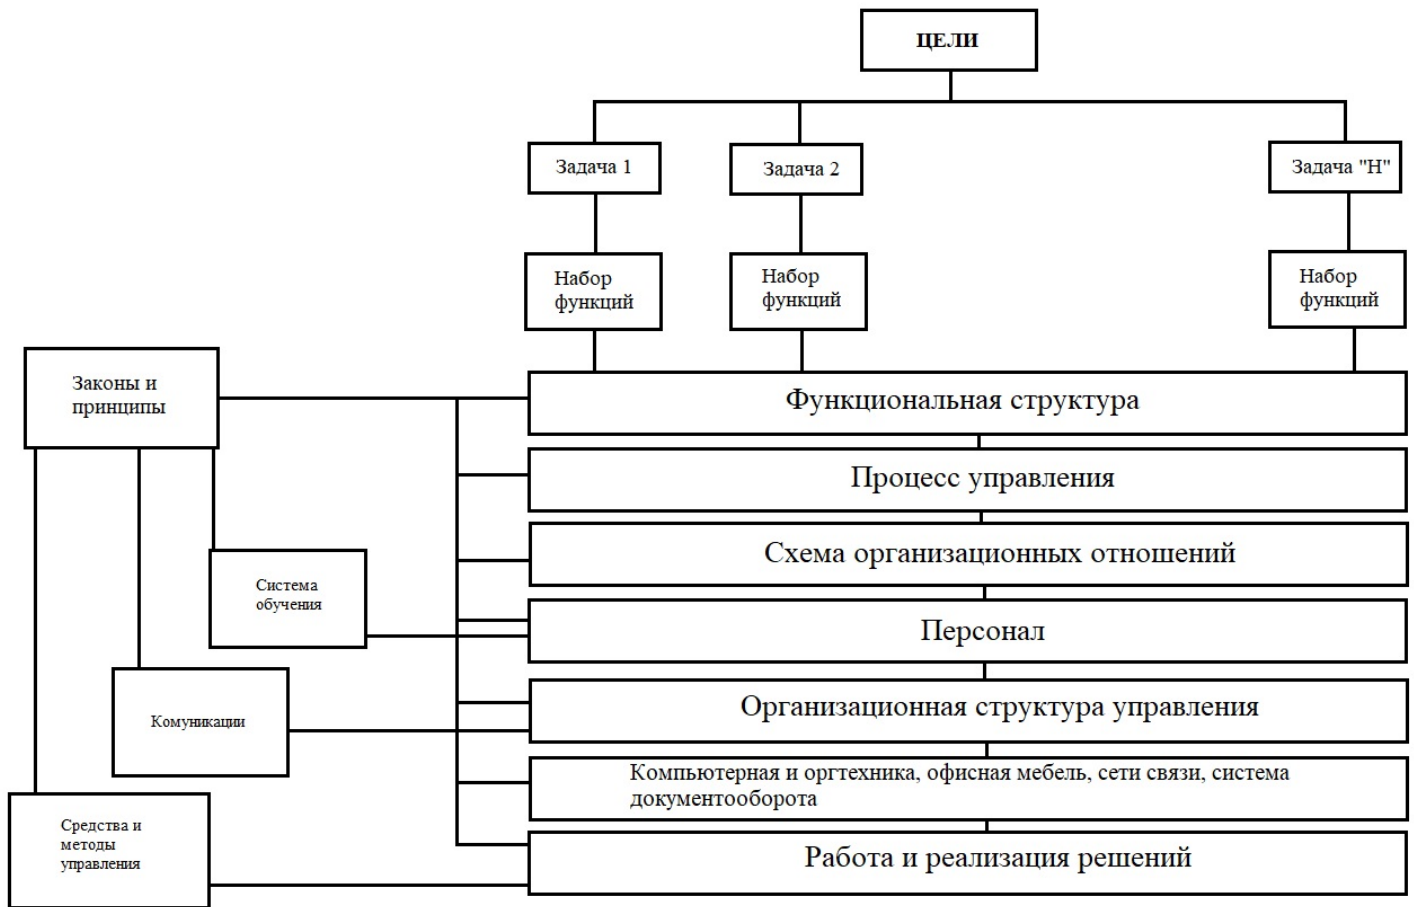 ЦЕЛИ
Задача 1
Задача 2
Задача "Н"
Набор
функций
Набор
функций
Набор
функций
Законы и
принципы
Функциональная структура
Процесс управления
Схема организационных отношений
Система
обучения
Персонал
Комуникации
Организационная структура управления
Компьютерная и оргтехника, офисная мебель, сети связи, система
документооборота
Средства и
методы
управления
Работа и реализация решений